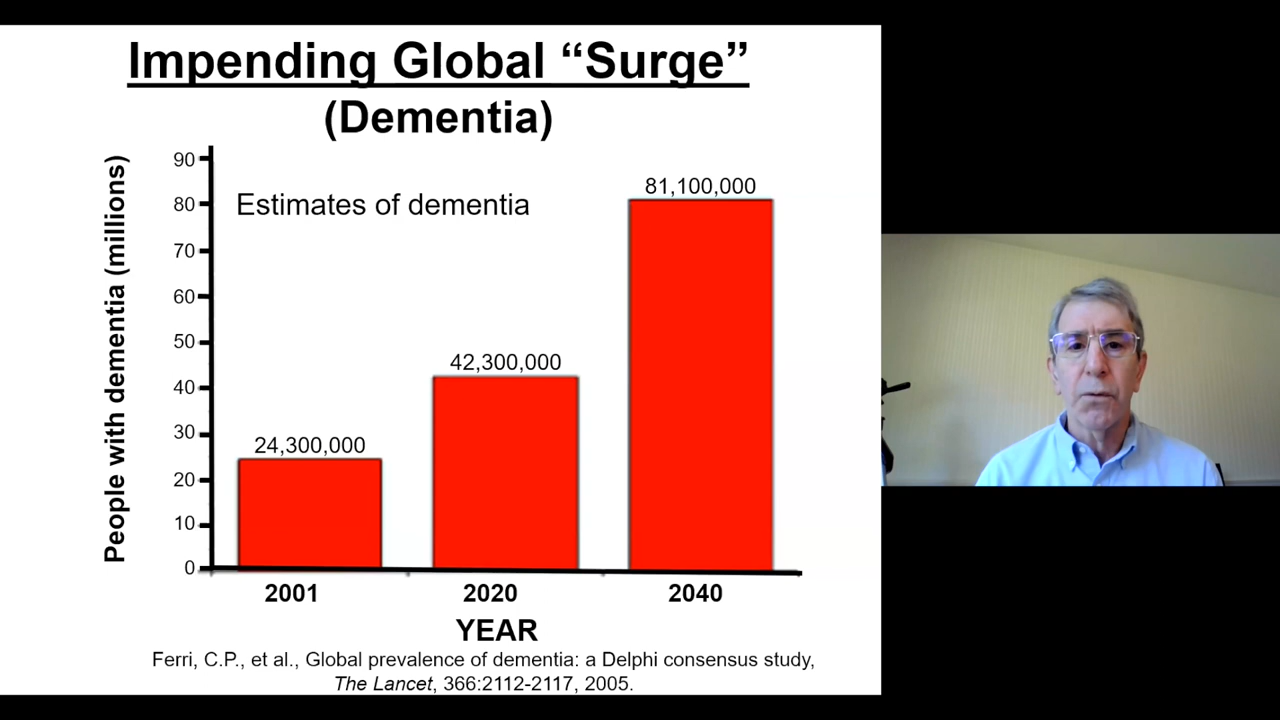 Impending Global “Surge”
(Dementia)
People with dementia (millions)
90
80
70
60
50
40
30
20
10
0
Estimates of dementia
24,300,000
42,300,000
81,100,000
2001
2020
2040
YEAR
Ferri, C.P., et al., Global prevalence of dementia: a Delphi consensus study,
The Lancet, 366:2112-2117, 2005.